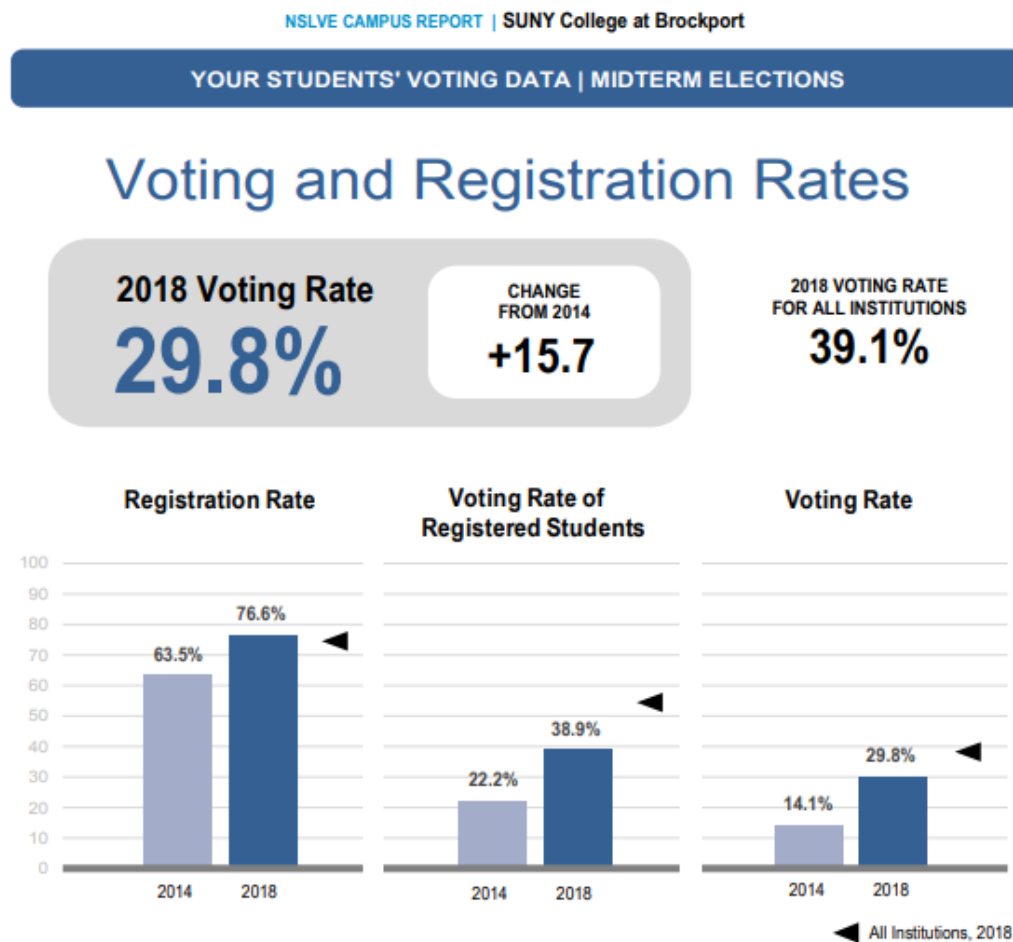 NSLVE CAMPUS REPORT | SUNY College at Brockport
YOUR STUDENTS' VOTING DATA | MIDTERM ELECTIONS
Voting and Registration Rates
2018 Voting Rate
29.8%
CHANGE
FROM 2014
+15.7
2018 VOTING RATE
FOR ALL INSTITUTIONS
39.1%
Registration Rate
100
90
80
70
60
50
40
30
20
10
0
63.5%
76.6%
2014
2018
Voting Rate of
Registered Students
22.2%
38.9%
2014
2018
Voting Rate
14.1%
29.8%
2014
2018
All Institutions, 2018